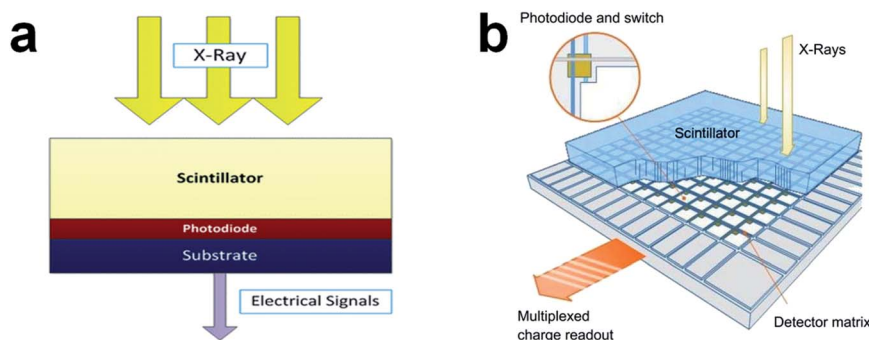 a
X-Ray
Scintillator
Photodiode
Substrate
Electrical Signals
b
Photodiode and switch
X-Rays
Scintillator
Multiplexed
charge readout
Detector matrix